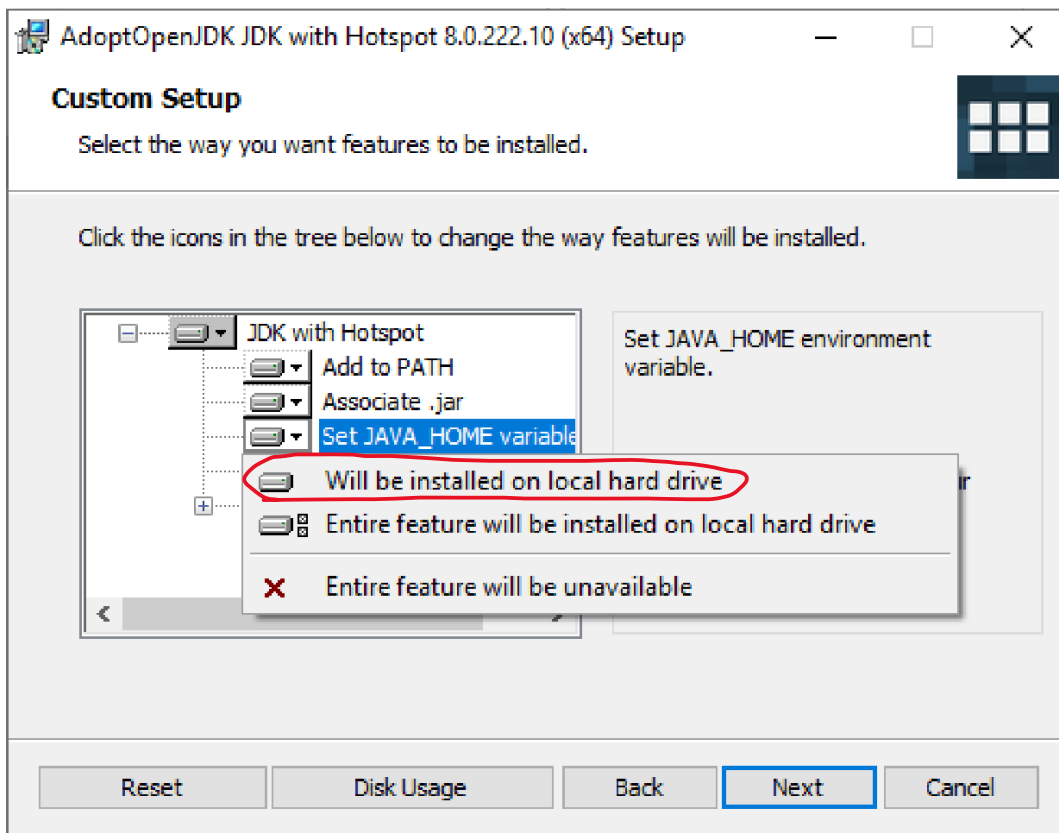 AdoptOpenJDK JDK with Hotspot 8.0.222.10 (x64) Setup
Custom Setup
Select the way you want features to be installed.
Click the icons in the tree below to change the way features will be installed.
JDK with Hotspot
Add to PATH
Associate .jar
Set JAVA_HOME variable
Set JAVA_HOME environment
variable.
Will be installed on local hard drive
Entire feature will be installed on local hard drive
Entire feature will be unavailable
Reset
Disk Usage
Back
Next
Cancel